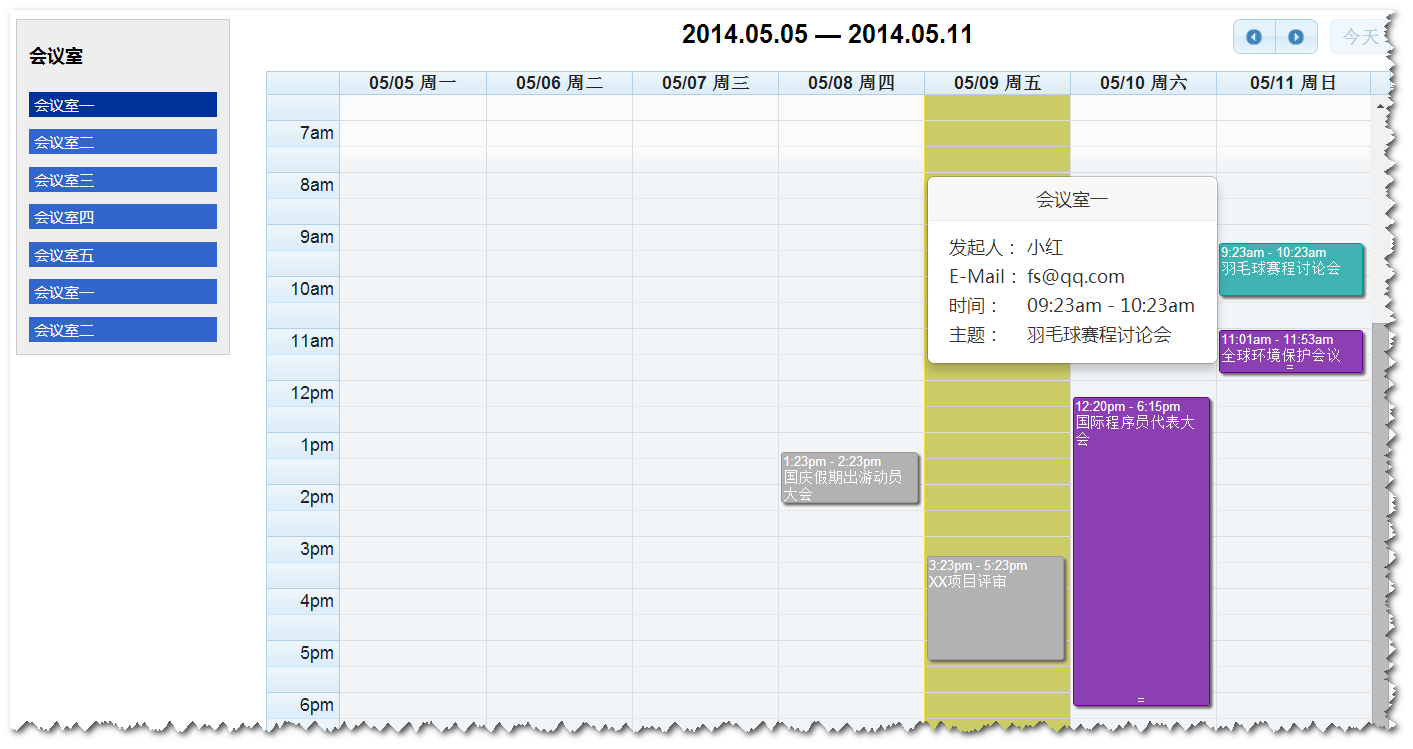 会议室
会议室一
会议室二
会议室三
会议室四
会议室五
会议室一
会议室二
2014.05.05 — 2014.05.11
今天
05/05 周一
05/06 周二
05/07 周三
05/08 周四
05/09 周五
05/10 周六
05/11 周日
7am
8am
9am
10am
11am
12pm
1pm
2pm
3pm
4pm
5pm
6pm
1:23pm - 2:23pm
国庆假期出游动员
大会
3:23pm - 5:23pm
XX项目评审
会议室一
发起人： 小红
E-Mail： fs@qq.com
时间： 09:23am - 10:23am
主题： 羽毛球赛程讨论会
12:20pm - 6:15pm
国际程序员代表大
会
9:23am - 10:23am
羽毛球赛程讨论会
11:01am - 11:53am
全球环境保护会议